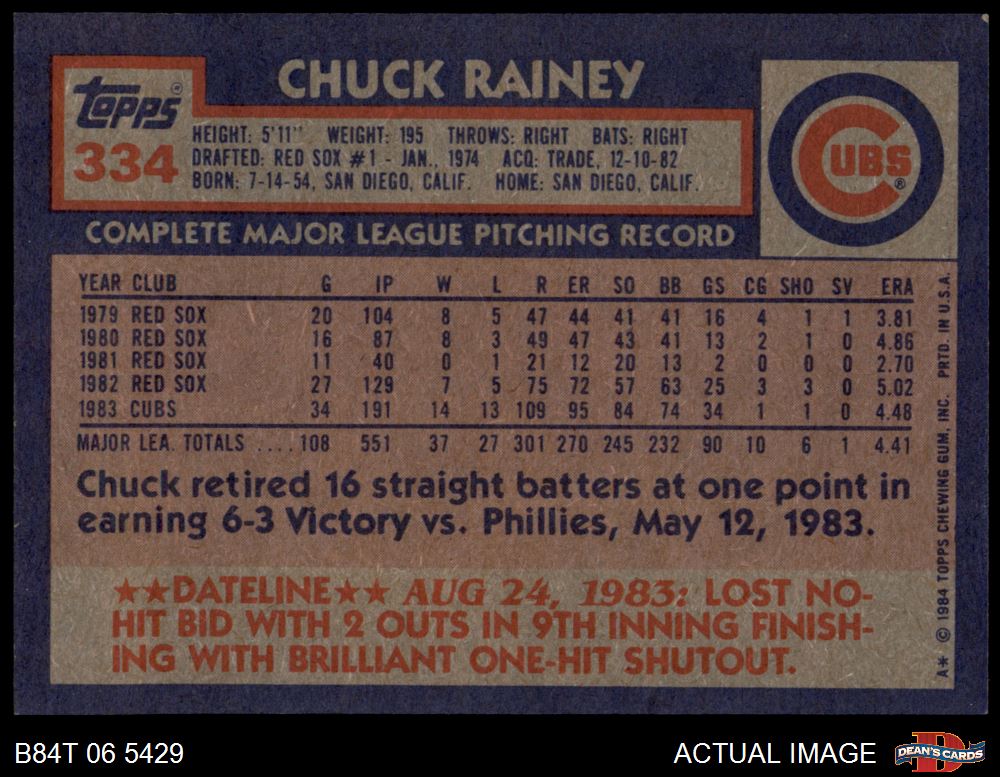 CHUCK RAINEY
TOPPS®
334
HEIGHT: 5'11" WEIGHT: 195 THROWS: RIGHT BATS: RIGHT
DRAFTED: RED SOX #1 - JAN., 1974 ACQ: TRADE, 12-10-82
BORN: 7-14-54, SAN DIEGO, CALIF. HOME: SAN DIEGO, CALIF.
CUBS®
COMPLETE MAJOR LEAGUE PITCHING RECORD
YEAR CLUB G IP W L R ER SO BB GS CG SHO SV ERA
1979 RED SOX 20 104 8 5 47 44 41 41 16 4 1 1 3.81
1980 RED SOX 16 87 8 3 49 47 43 41 13 2 1 0 4.86
1981 RED SOX 11 40 0 1 21 12 20 13 2 0 0 0 2.70
1982 RED SOX 27 129 7 5 75 72 57 63 25 3 3 0 5.02
1983 CUBS 34 191 14 13 109 95 84 74 34 1 1 0 4.48
MAJOR LEA. TOTALS .... 108 551 37 27 301 270 245 232 90 10 6 1 4.41
Chuck retired 16 straight batters at one point in
earning 6-3 Victory vs. Phillies, May 12, 1983.
★★DATELINE★★ AUG 24, 1983: LOST NO-
HIT BID WITH 2 OUTS IN 9TH INNING FINISH-
ING WITH BRILLIANT ONE-HIT SHUTOUT.
A* © 1984 TOPPS CHEWING GUM, INC. PRTD. IN U.S.A.
B84T 06 5429
ACTUAL IMAGE
D
DEAN'S CARDS